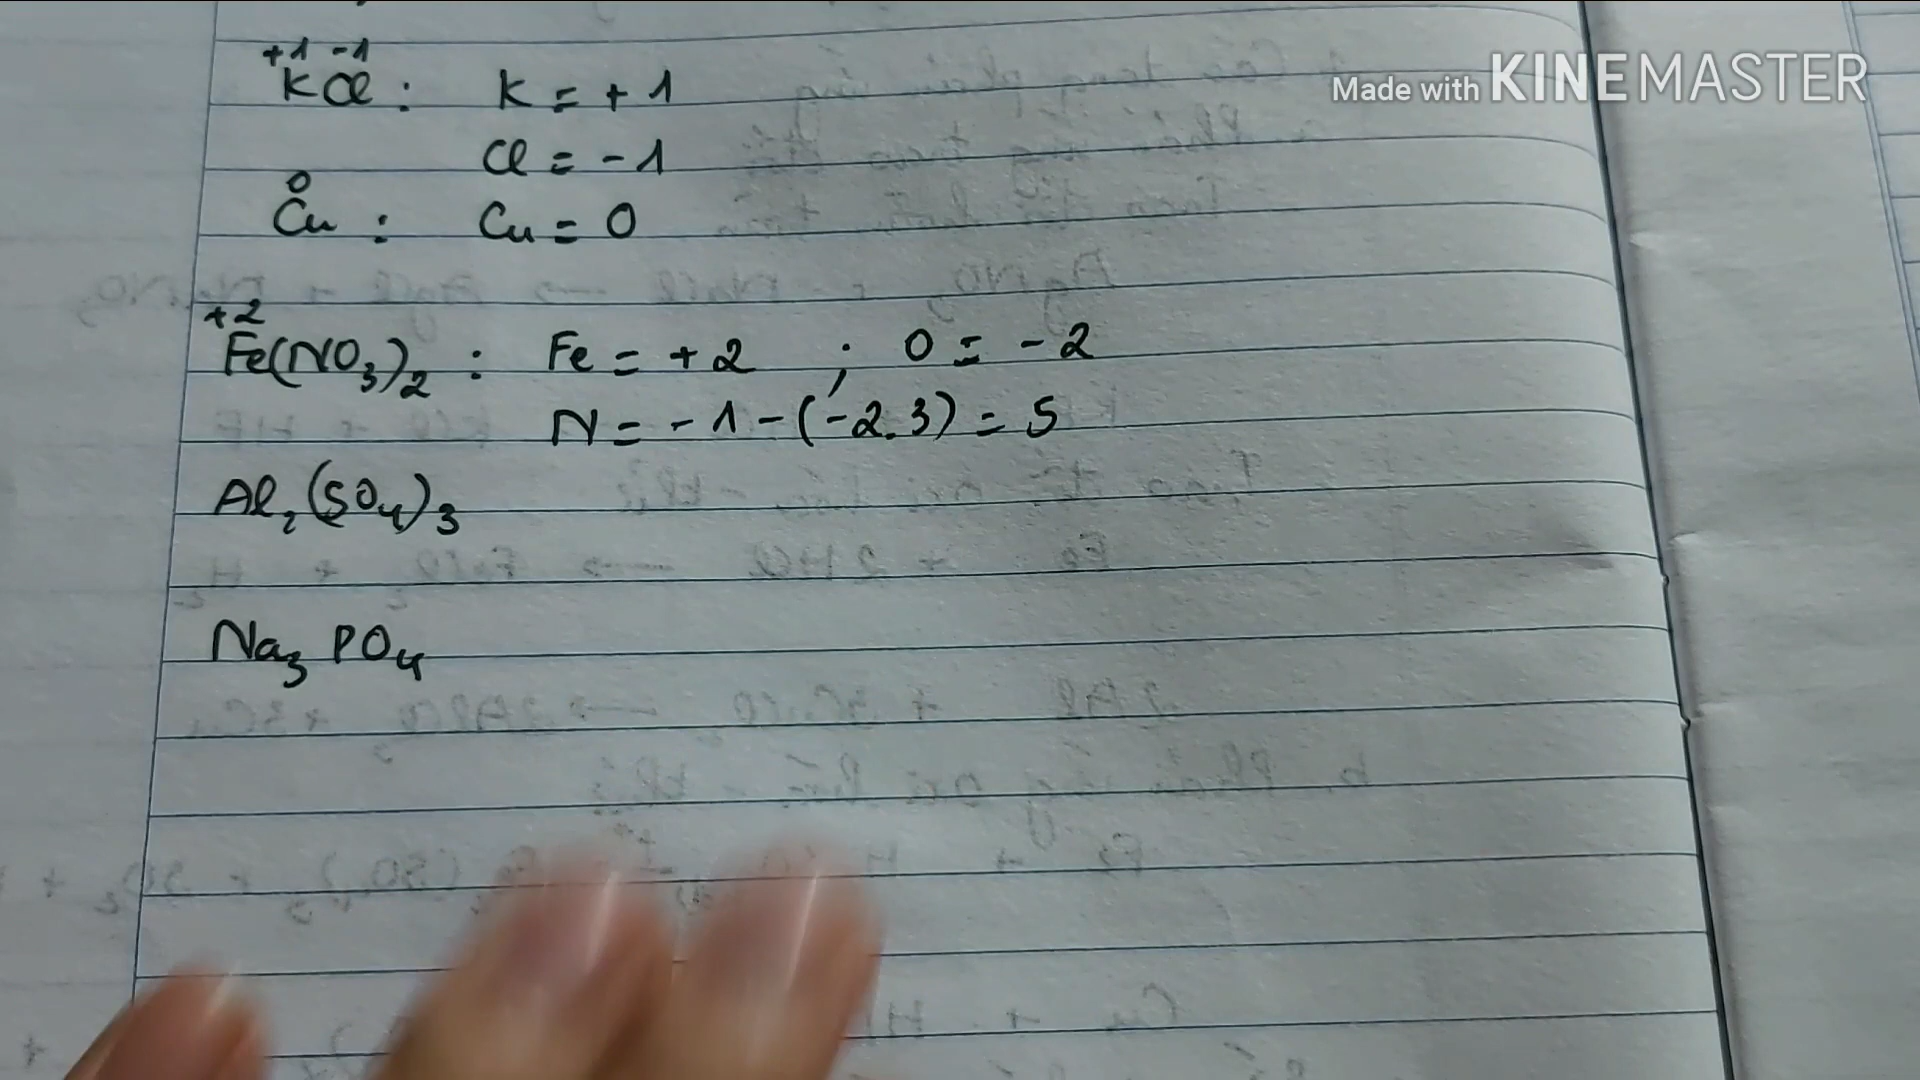 Made with KINEMASTER
+1 -1
KCl : K = +1
Cl = -1
0
Cu : Cu = 0
+2
Fe(NO3)2 : Fe = +2 ; O = -2
N = -1 - (-2.3) = 5
Al2(SO4)3
Na3PO4